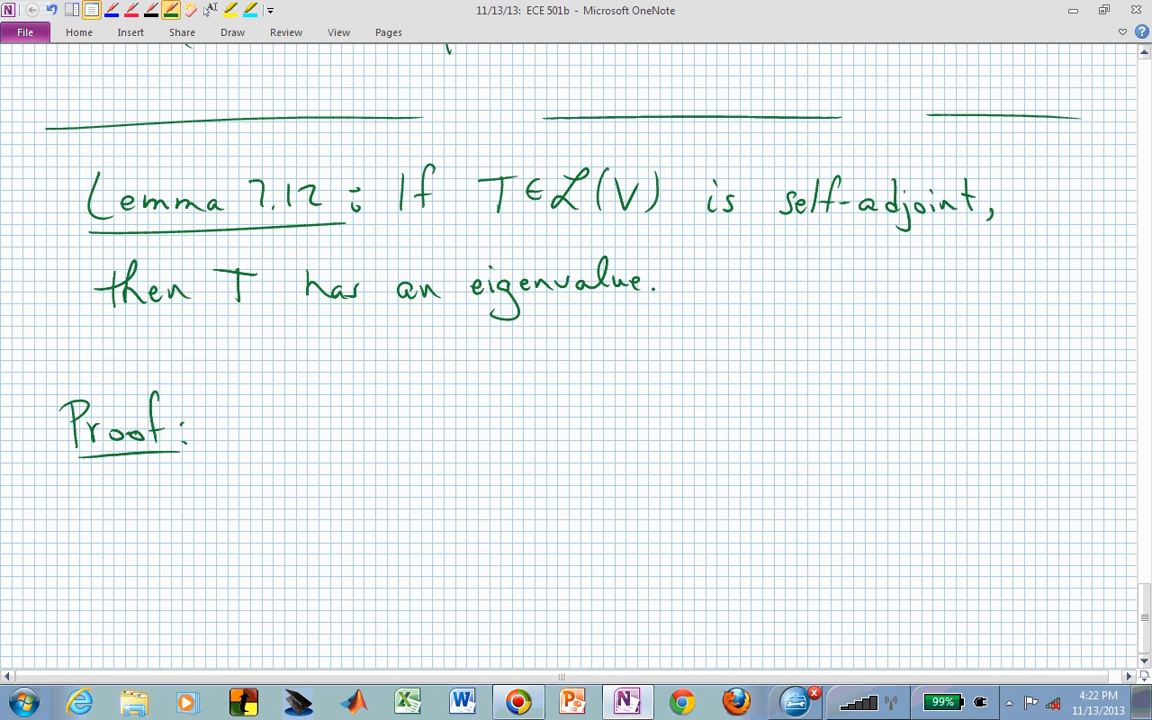 11/13/13: ECE 501b - Microsoft OneNote
File Home Insert Share Draw Review View Pages
Lemma 7.12 : If T∈ℒ(V) is self-adjoint,
then T has an eigenvalue.
Proof:
99%
4:22 PM
11/13/2013